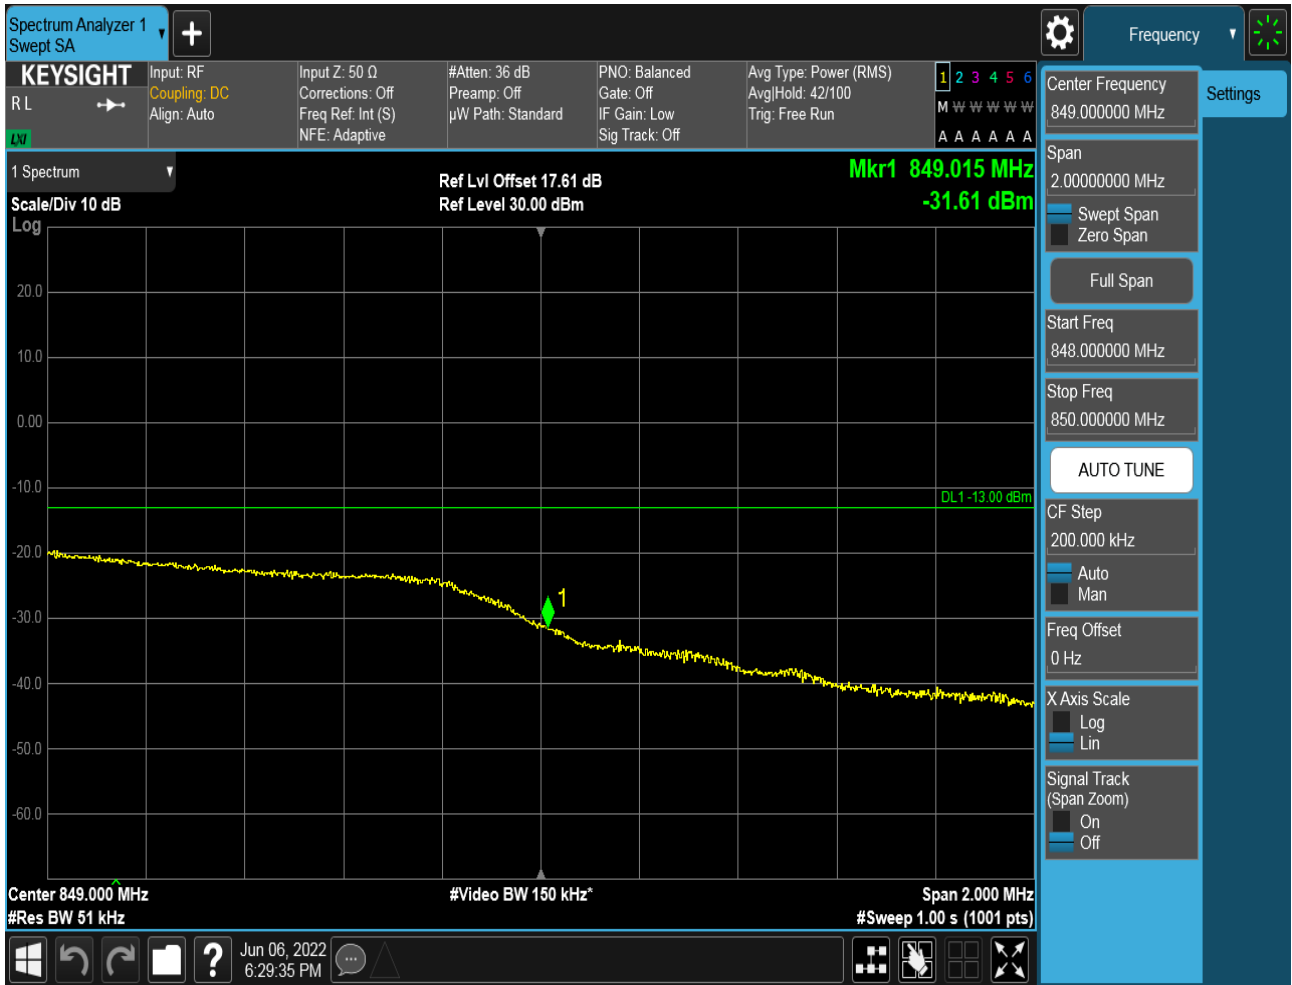 Spectrum Analyzer 1
Swept SA
Frequency
KEYSIGHT
R L
LXI
Input: RF
Coupling: DC
Align: Auto
Input Z: 50 Ω
Corrections: Off
Freq Ref: Int (S)
NFE: Adaptive
#Atten: 36 dB
Preamp: Off
µW Path: Standard
PNO: Balanced
Gate: Off
IF Gain: Low
Sig Track: Off
Avg Type: Power (RMS)
Avg|Hold: 42/100
Trig: Free Run
1 2 3 4 5 6
M W W W W W
A A A A A A
1 Spectrum
Scale/Div 10 dB
Log
Ref Lvl Offset 17.61 dB
Ref Level 30.00 dBm
Mkr1 849.015 MHz
-31.61 dBm
20.0
10.0
0.00
-10.0
-20.0
-30.0
-40.0
-50.0
-60.0
DL1 -13.00 dBm
1
Center 849.000 MHz
#Res BW 51 kHz
#Video BW 150 kHz*
Span 2.000 MHz
#Sweep 1.00 s (1001 pts)
?
Jun 06, 2022
6:29:35 PM
Center Frequency
849.000000 MHz
Settings
Span
2.00000000 MHz
Swept Span
Zero Span
Full Span
Start Freq
848.000000 MHz
Stop Freq
850.000000 MHz
AUTO TUNE
CF Step
200.000 kHz
Auto
Man
Freq Offset
0 Hz
X Axis Scale
Log
Lin
Signal Track
(Span Zoom)
On
Off